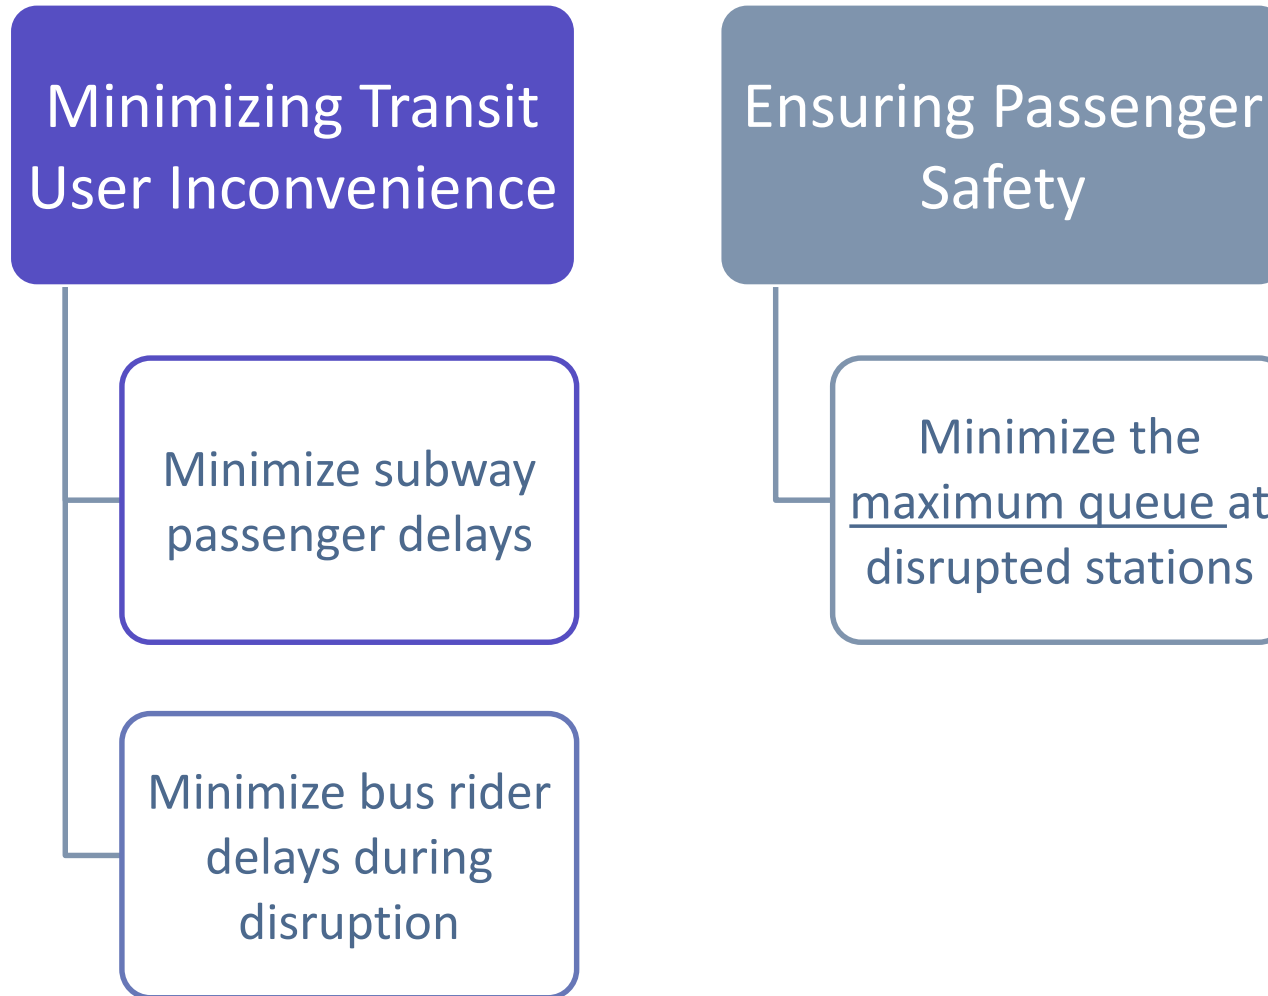 Minimizing Transit
User Inconvenience
Minimize subway
passenger delays
Minimize bus rider
delays during
disruption
Ensuring Passenger
Safety
Minimize the
maximum queue at
disrupted stations